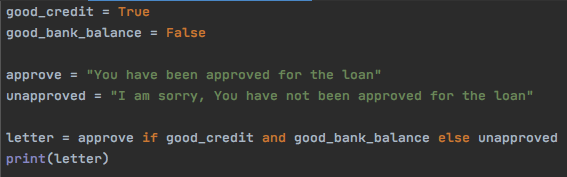 good_credit = True
good_bank_balance = False
approve = "You have been approved for the loan"
unapproved = "I am sorry, You have not been approved for the loan"
letter = approve if good_credit and good_bank_balance else unapproved
print(letter)